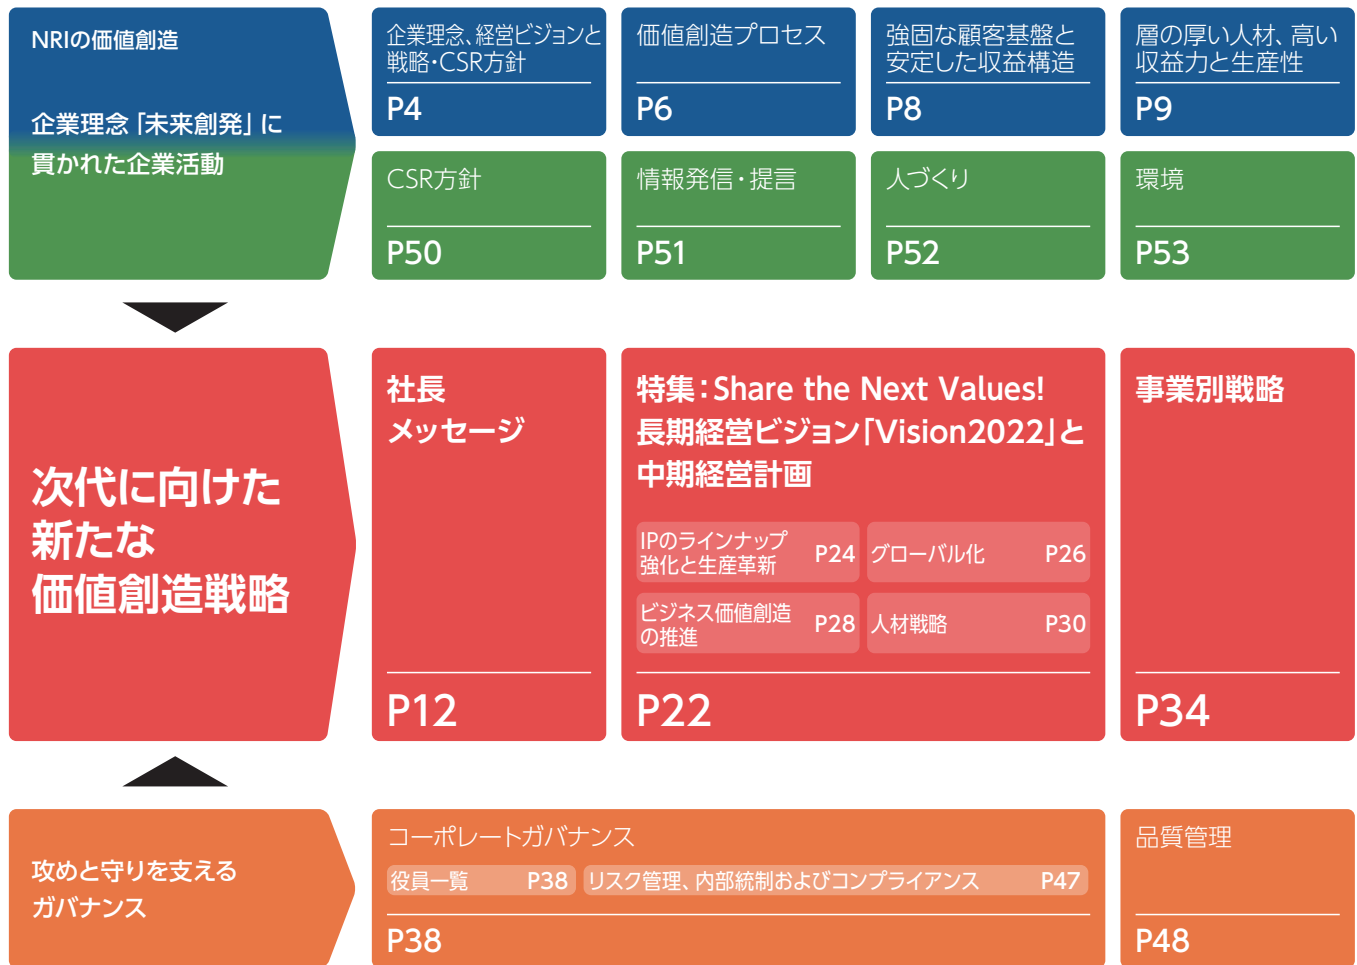 NRIの価値創造
企業理念「未来創発」に
貫かれた企業活動
企業理念、経営ビジョンと
戦略・CSR方針
P4
価値創造プロセス
P6
強固な顧客基盤と
安定した収益構造
P8
層の厚い人材、高い
収益力と生産性
P9
CSR方針
P50
情報発信・提言
P51
人づくり
P52
環境
P53
次代に向けた
新たな
価値創造戦略
社長
メッセージ
P12
特集：Share the Next Values!
長期経営ビジョン「Vision2022」と
中期経営計画
IPのラインナップ
強化と生産革新
P24
グローバル化 P26
ビジネス価値創造
の推進
P28
人材戦略 P30
P22
事業別戦略
P34
攻めと守りを支える
ガバナンス
コーポレートガバナンス
役員一覧 P38
リスク管理、内部統制およびコンプライアンス P47
P38
品質管理
P48